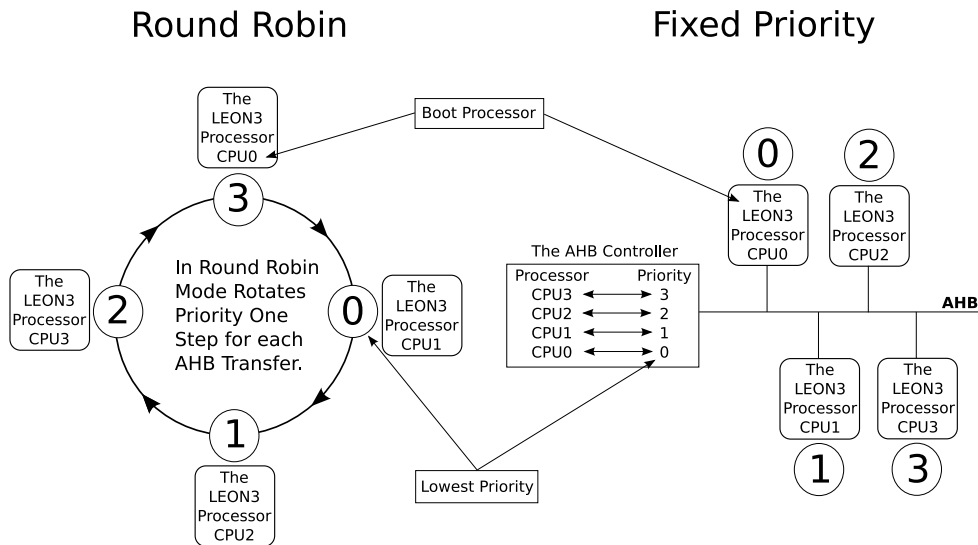 Round Robin
Fixed Priority
The
LEON3
Processor
CPU0
3
Boot Processor
0
The
LEON3
Processor
CPU0
2
The
LEON3
Processor
CPU2
The
LEON3
Processor
CPU3
2
In Round Robin
Mode Rotates
Priority One
Step for each
AHB Transfer.
0
The
LEON3
Processor
CPU1
The AHB Controller
Processor Priority
CPU3 3
CPU2 2
CPU1 1
CPU0 0
AHB
1
The
LEON3
Processor
CPU2
Lowest Priority
The
LEON3
Processor
CPU1
1
The
LEON3
Processor
CPU3
3